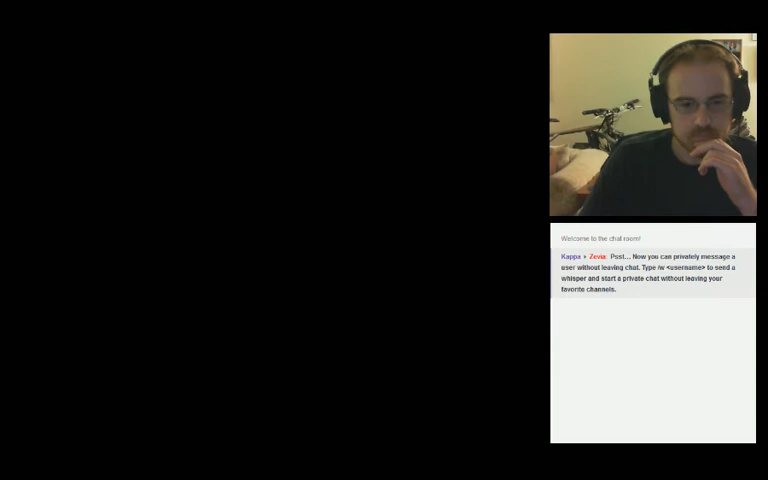 Welcome to the chat room!
Kappa ▸ Zevia: Psst... Now you can privately message a
user without leaving chat. Type /w <username> to send a
whisper and start a private chat without leaving your
favorite channels.